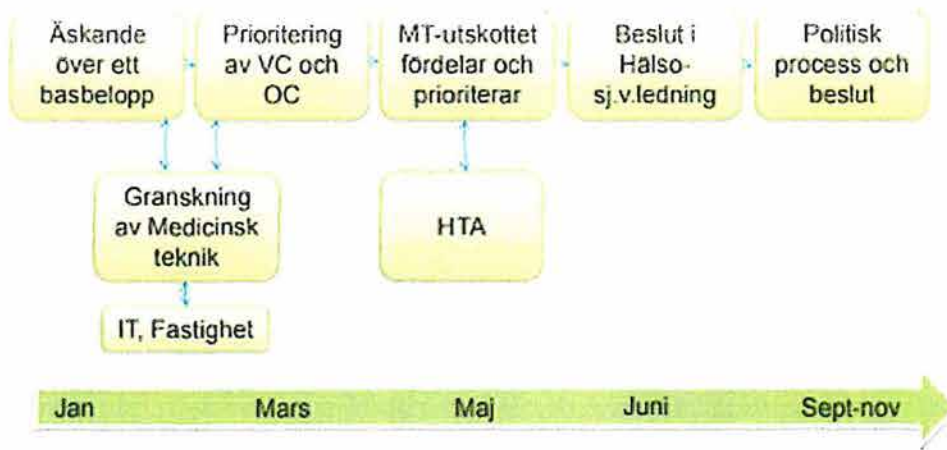 Äskande
över ett
basbelopp
Prioritering
av VC och
OC
MT-utskottet
fördelar och
prioriterar
Beslut i
Hälso-
sj.v.ledning
Politisk
process och
beslut
Granskning
av Medicinsk
teknik
HTA
IT, Fastighet
Jan
Mars
Maj
Juni
Sept-nov